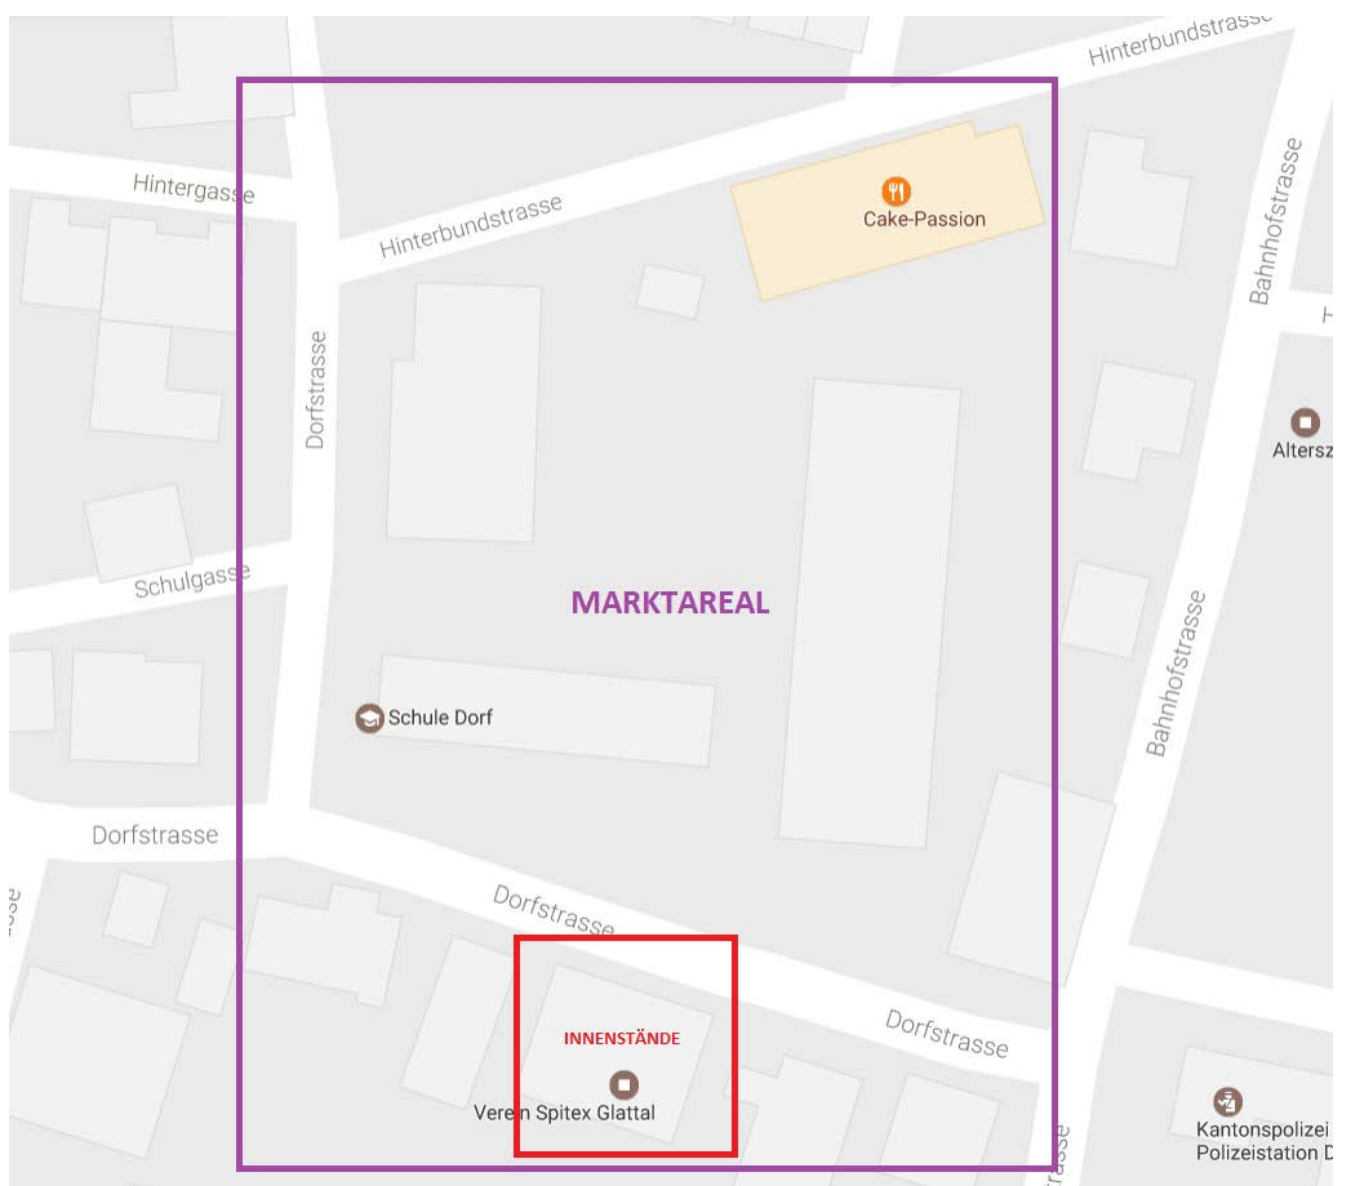 Hinterbundstrasse
Hintergasse
Hinterbundstrasse
Cake-Passion
Bahnhofstrasse
H
Dorfstrasse
Altersz
Schulgasse
MARKTAREAL
Bahnhofstrasse
Schule Dorf
Dorfstrasse
Dorfstrasse
Dorfstrasse
INNENSTÄNDE
Verein Spitex Glattal
Kantonspolizei
Polizeistation D